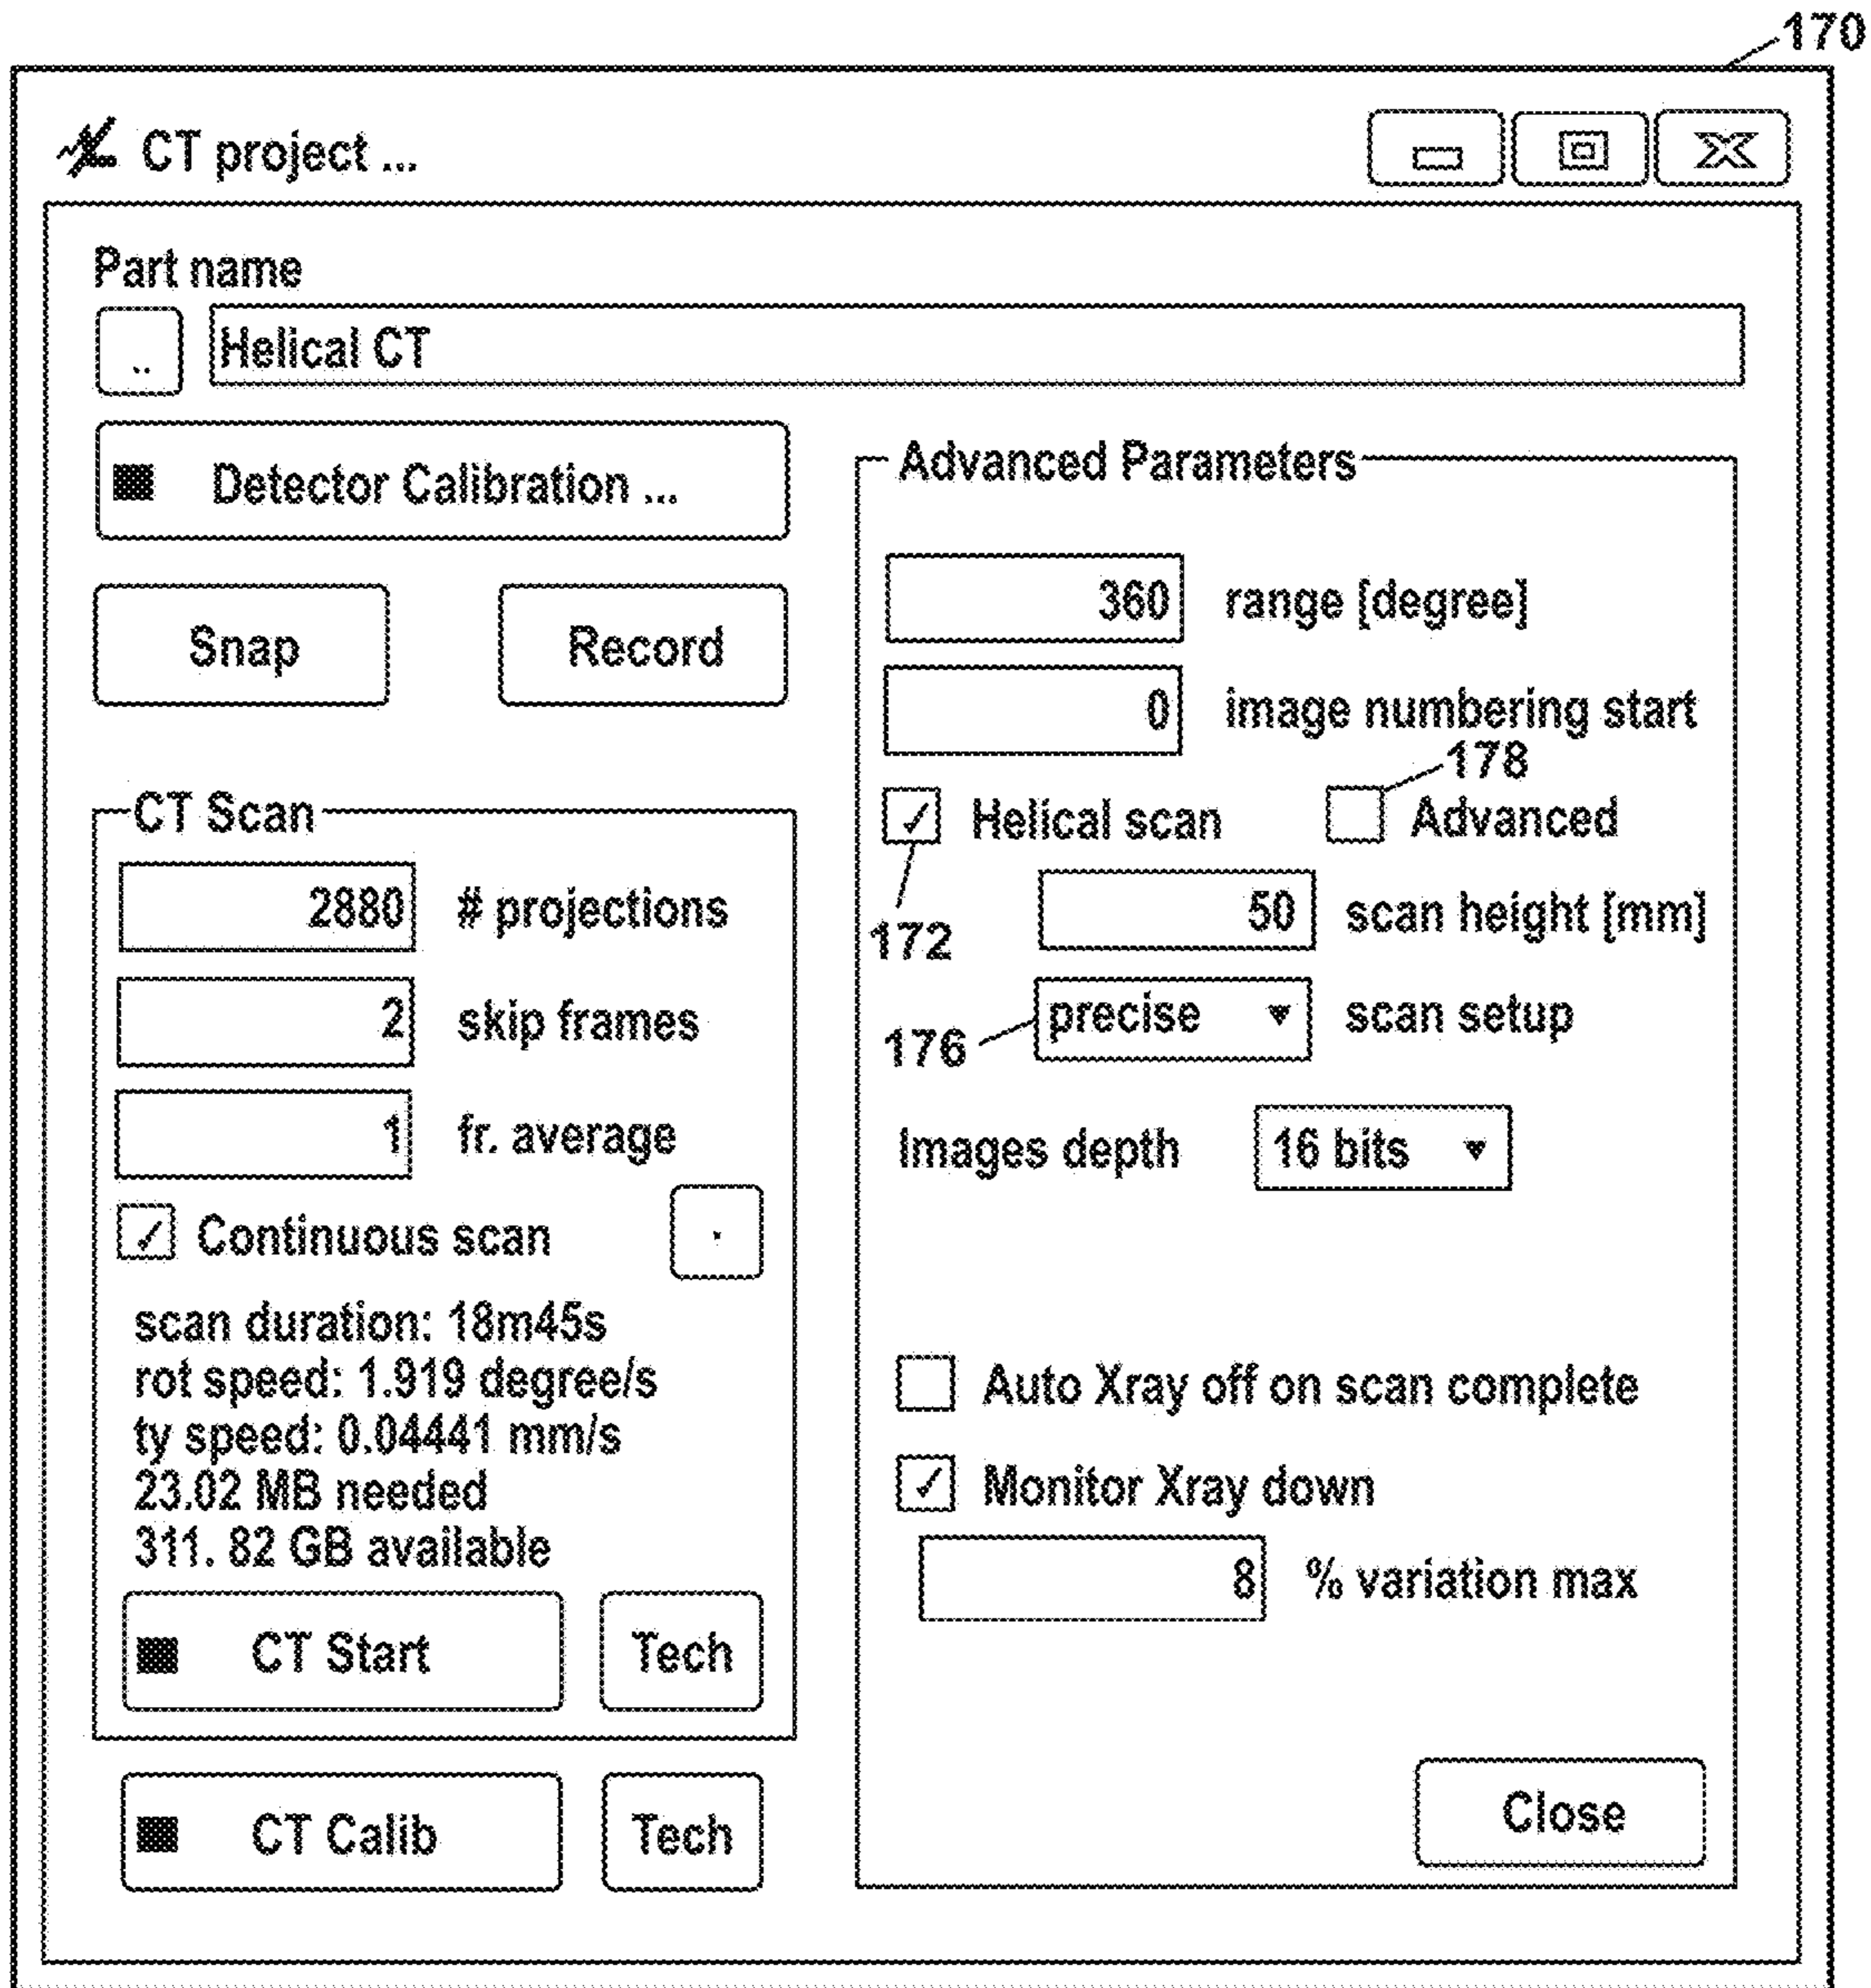 170
CT project ...
Part name
.. Helical CT
Detector Calibration ...
Snap Record
CT Scan
2880 # projections
2 skip frames
1 fr. average
✓ Continuous scan .
scan duration: 18m45s
rot speed: 1.919 degree/s
ty speed: 0.04441 mm/s
23.02 MB needed
311. 82 GB available
CT Start Tech
CT Calib Tech
Advanced Parameters
360 range [degree]
0 image numbering start
178
✓ Helical scan Advanced
172
50 scan height [mm]
176
precise ▼ scan setup
Images depth 16 bits ▼
Auto Xray off on scan complete
✓ Monitor Xray down
8 % variation max
Close